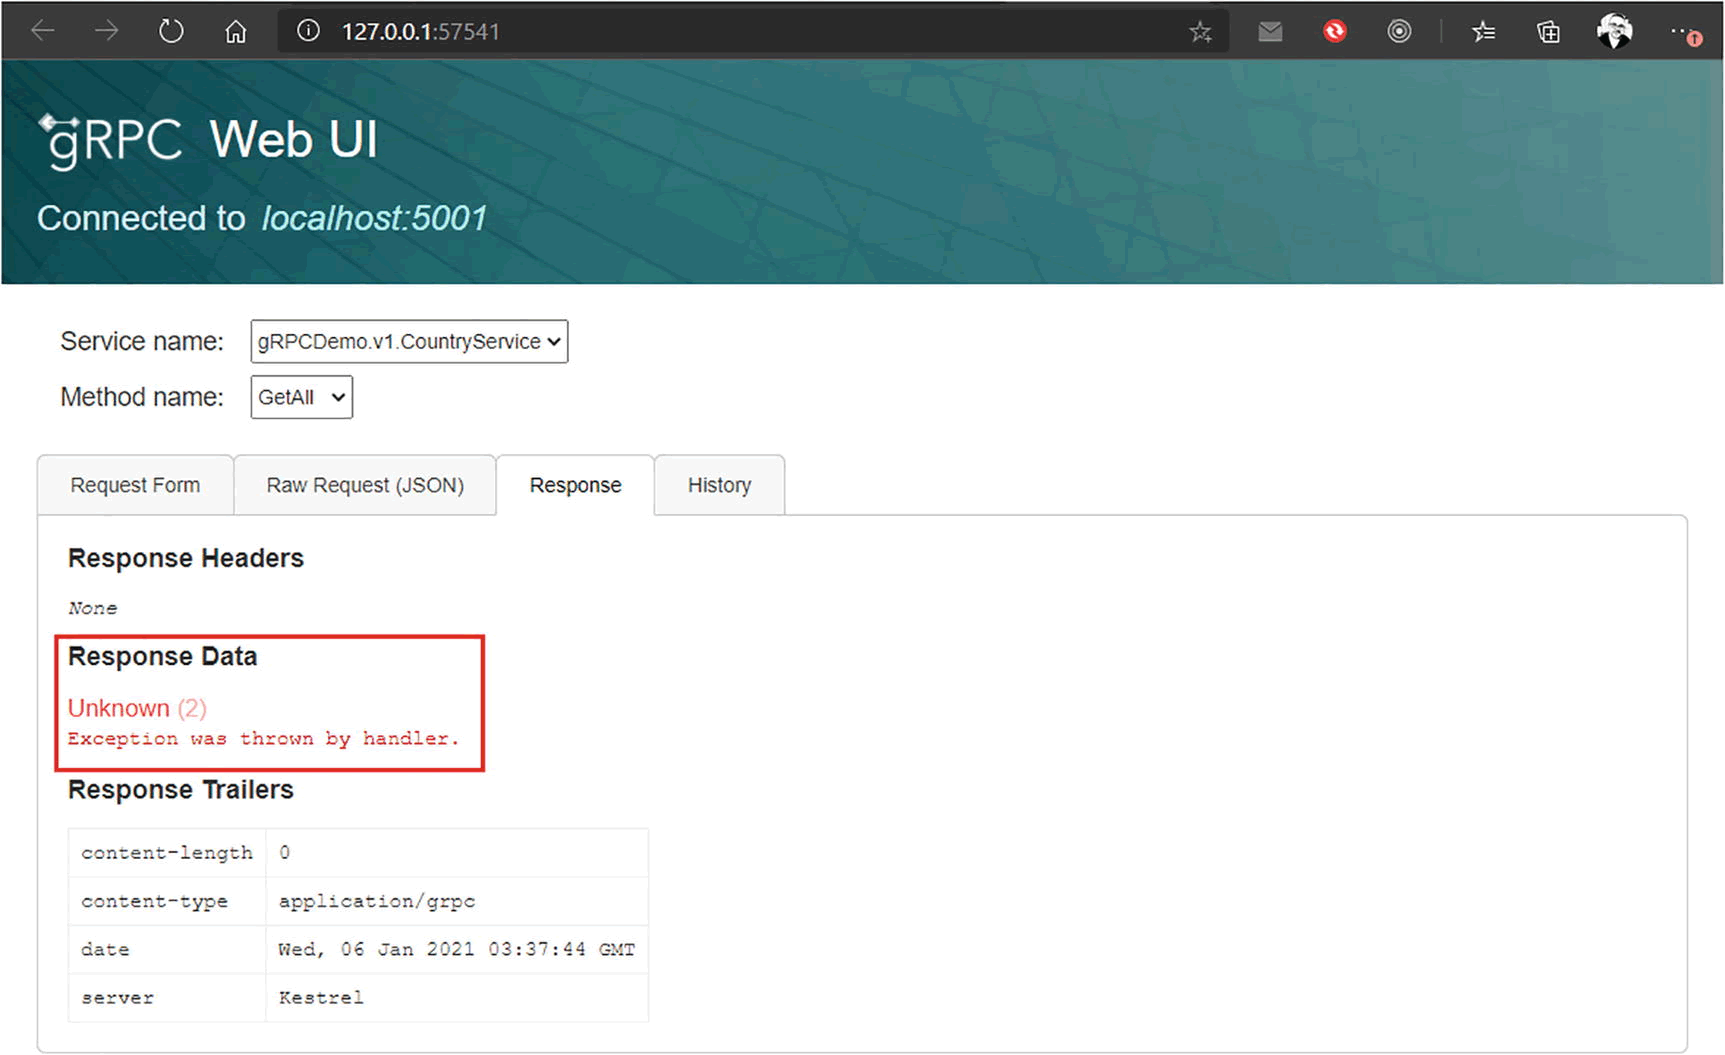 127.0.0.1:57541
gRPC Web UI
Connected to localhost:5001
Service name: gRPCDemo.v1.CountryService
Method name: GetAll
Request Form Raw Request (JSON) Response History
Response Headers
None
Response Data
Unknown (2)
Exception was thrown by handler.
Response Trailers
content-length 0
content-type application/grpc
date Wed, 06 Jan 2021 03:37:44 GMT
server Kestrel